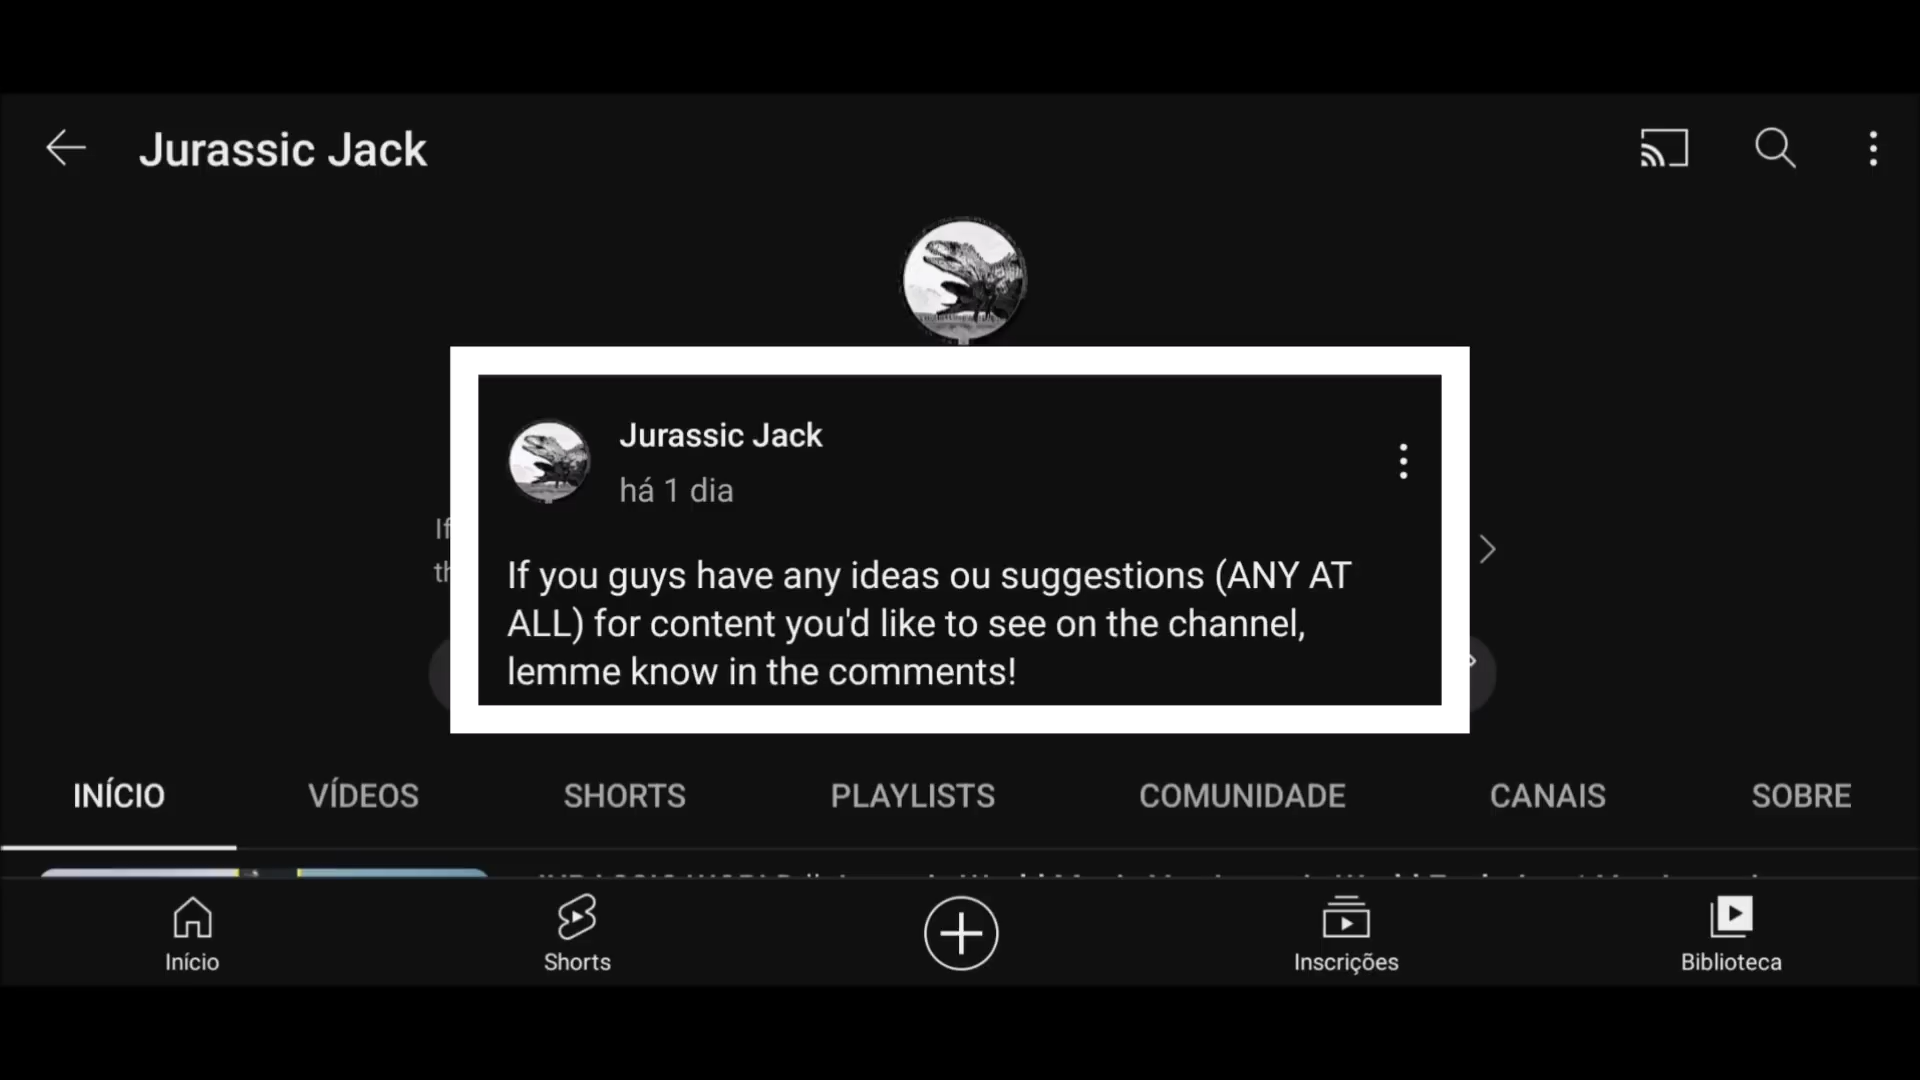 Jurassic Jack
Jurassic Jack
há 1 dia
If you guys have any ideas ou suggestions (ANY AT
ALL) for content you'd like to see on the channel,
lemme know in the comments!
If
th
INÍCIO
VÍDEOS
SHORTS
PLAYLISTS
COMUNIDADE
CANAIS
SOBRE
Início
Shorts
Inscrições
Biblioteca